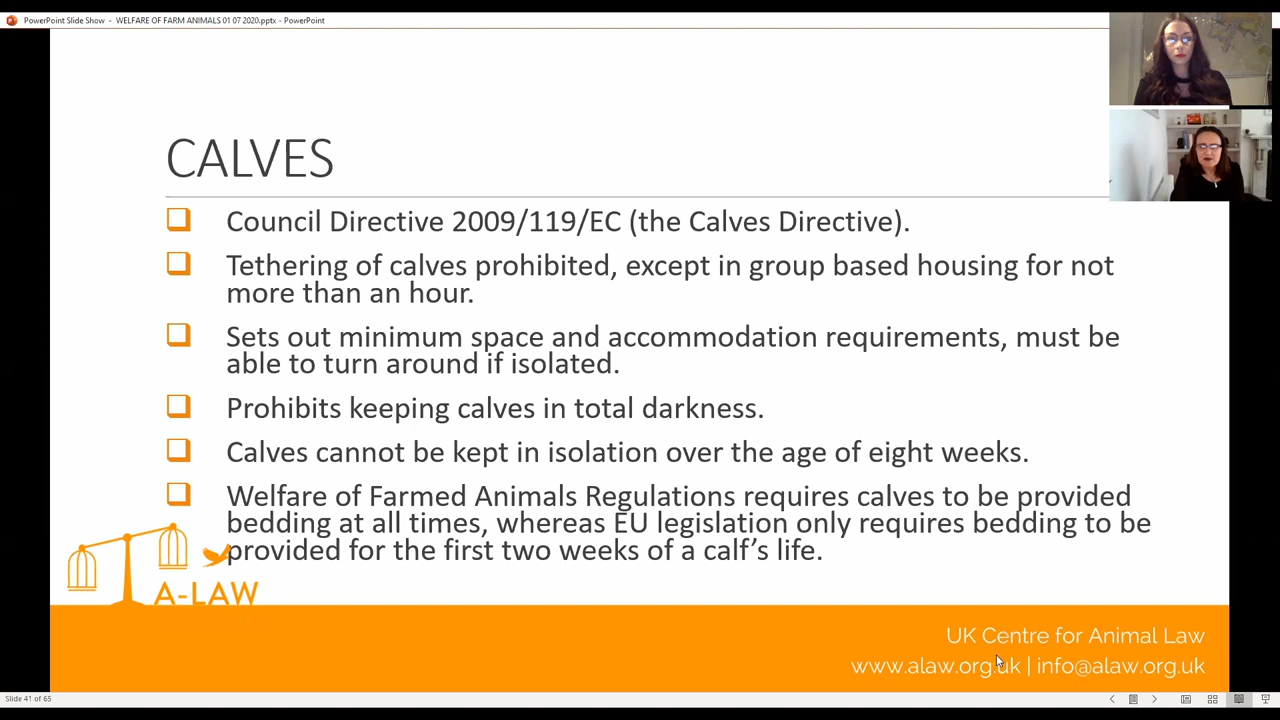 PowerPoint Slide Show - WELFARE OF FARM ANIMALS 01 07 2020.pptx - PowerPoint
CALVES
Council Directive 2009/119/EC (the Calves Directive).
Tethering of calves prohibited, except in group based housing for not
more than an hour.
Sets out minimum space and accommodation requirements, must be
able to turn around if isolated.
Prohibits keeping calves in total darkness.
Calves cannot be kept in isolation over the age of eight weeks.
Welfare of Farmed Animals Regulations requires calves to be provided
bedding at all times, whereas EU legislation only requires bedding to be
provided for the first two weeks of a calf’s life.
A-LAW
UK Centre for Animal Law
www.alaw.org.uk | info@alaw.org.uk
Slide 41 of 65